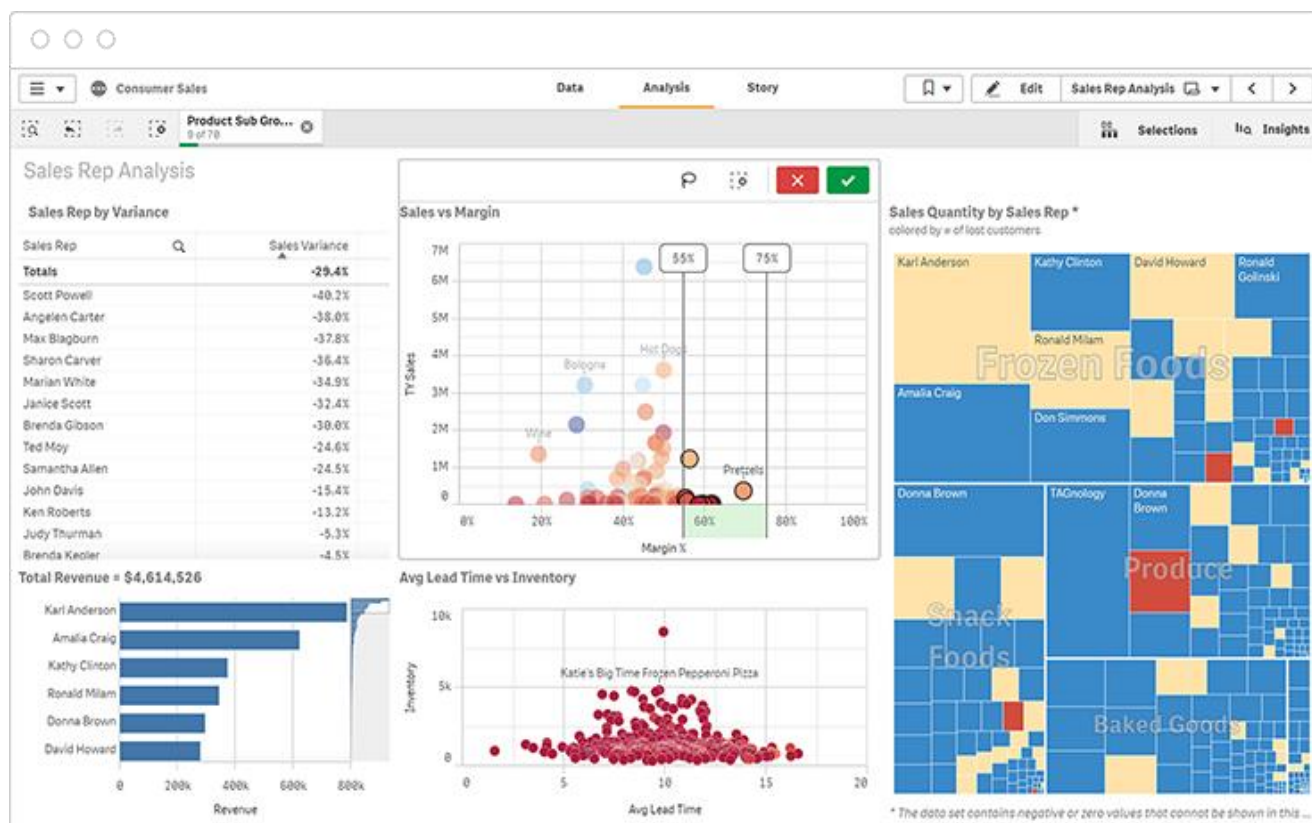 Consumer Sales
Data
Analysis
Story
Edit
Sales Rep Analysis
Product Sub Gro...
9 of 70
Selections
Insights
Sales Rep Analysis
Sales Rep by Variance
Sales Rep
Sales Variance
Totals -29.4%
Scott Powell -40.2%
Angelen Carter -38.0%
Max Blagburn -37.8%
Sharon Carver -36.4%
Marian White -34.9%
Janice Scott -32.4%
Brenda Gibson -30.0%
Ted Moy -24.6%
Samantha Allen -24.5%
John Davis -15.4%
Ken Roberts -13.2%
Judy Thurman -5.3%
Brenda Kegler -4.5%
Sales vs Margin
TY Sales
7M
6M
5M
4M
3M
2M
1M
0
55%
75%
Hot Dogs
Bologna
Wine
Pretzels
0% 20% 40% 60% 80% 100%
Margin %
Sales Quantity by Sales Rep *
colored by # of lost customers
Karl Anderson
Kathy Clinton
David Howard
Ronald
Golinski
Ronald Milam
Frozen Foods
Amalia Craig
Don Simmons
Donna Brown
TAGnology
Donna
Brown
Produce
Snack
Foods
Baked Goods
* The data set contains negative or zero values that cannot be shown in this ...
Total Revenue = $4,614,526
Karl Anderson
Amalia Craig
Kathy Clinton
Ronald Milam
Donna Brown
David Howard
0 200k 400k 600k 800k
Revenue
Avg Lead Time vs Inventory
Inventory
10k
5k
0
Katie's Big Time Frozen Pepperoni Pizza
0 5 10 15 20
Avg Lead Time